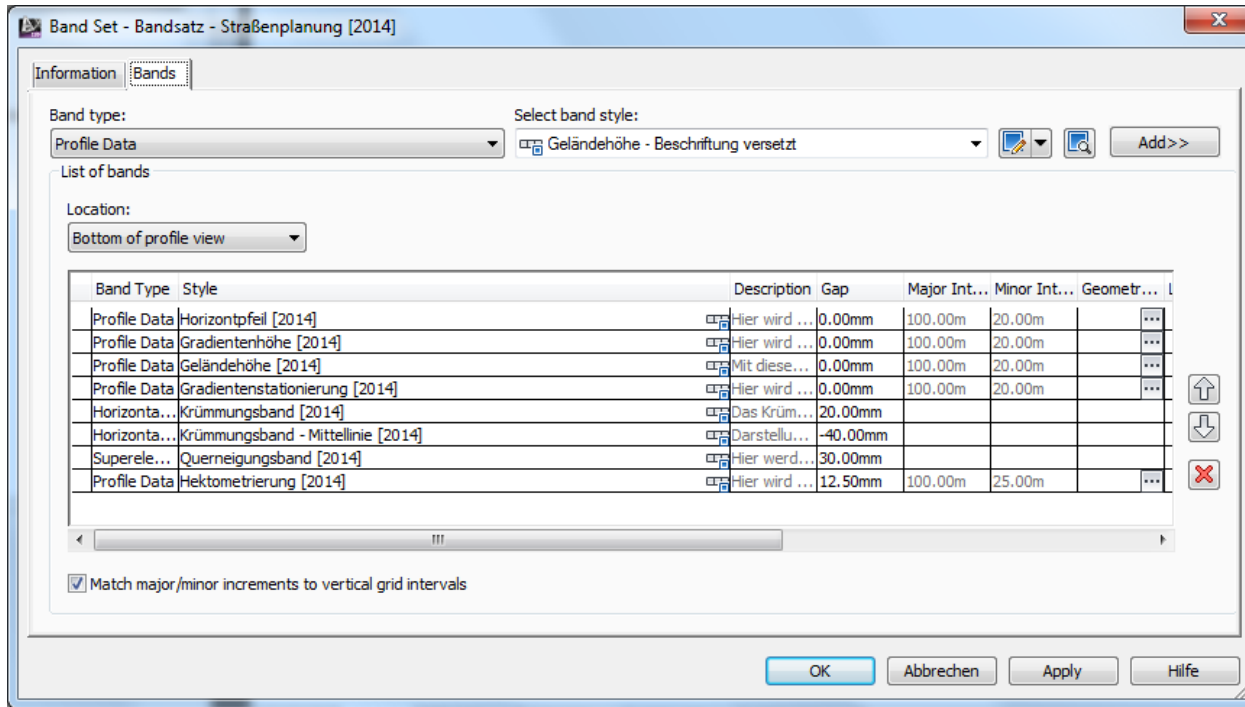 Band Set - Bandsatz - Straßenplanung [2014]
Information Bands
Band type: Select band style:
Profile Data Geländehöhe - Beschriftung versetzt Add>>
List of bands
Location:
Bottom of profile view
Band Type Style Description Gap Major Int... Minor Int... Geometr... L
Profile Data Horizontpfeil [2014] Hier wird ... 0.00mm 100.00m 20.00m ...
Profile Data Gradientenhöhe [2014] Hier wird ... 0.00mm 100.00m 20.00m ...
Profile Data Geländehöhe [2014] Mit diese... 0.00mm 100.00m 20.00m ...
Profile Data Gradientenstationierung [2014] Hier wird ... 0.00mm 100.00m 20.00m ...
Horizonta... Krümmungsband [2014] Das Krüm... 20.00mm
Horizonta... Krümmungsband - Mittellinie [2014] Darstellu... -40.00mm
Superele... Querneigungsband [2014] Hier werd... 30.00mm
Profile Data Hektometrierung [2014] Hier wird ... 12.50mm 100.00m 25.00m ...
Match major/minor increments to vertical grid intervals
OK Abbrechen Apply Hilfe